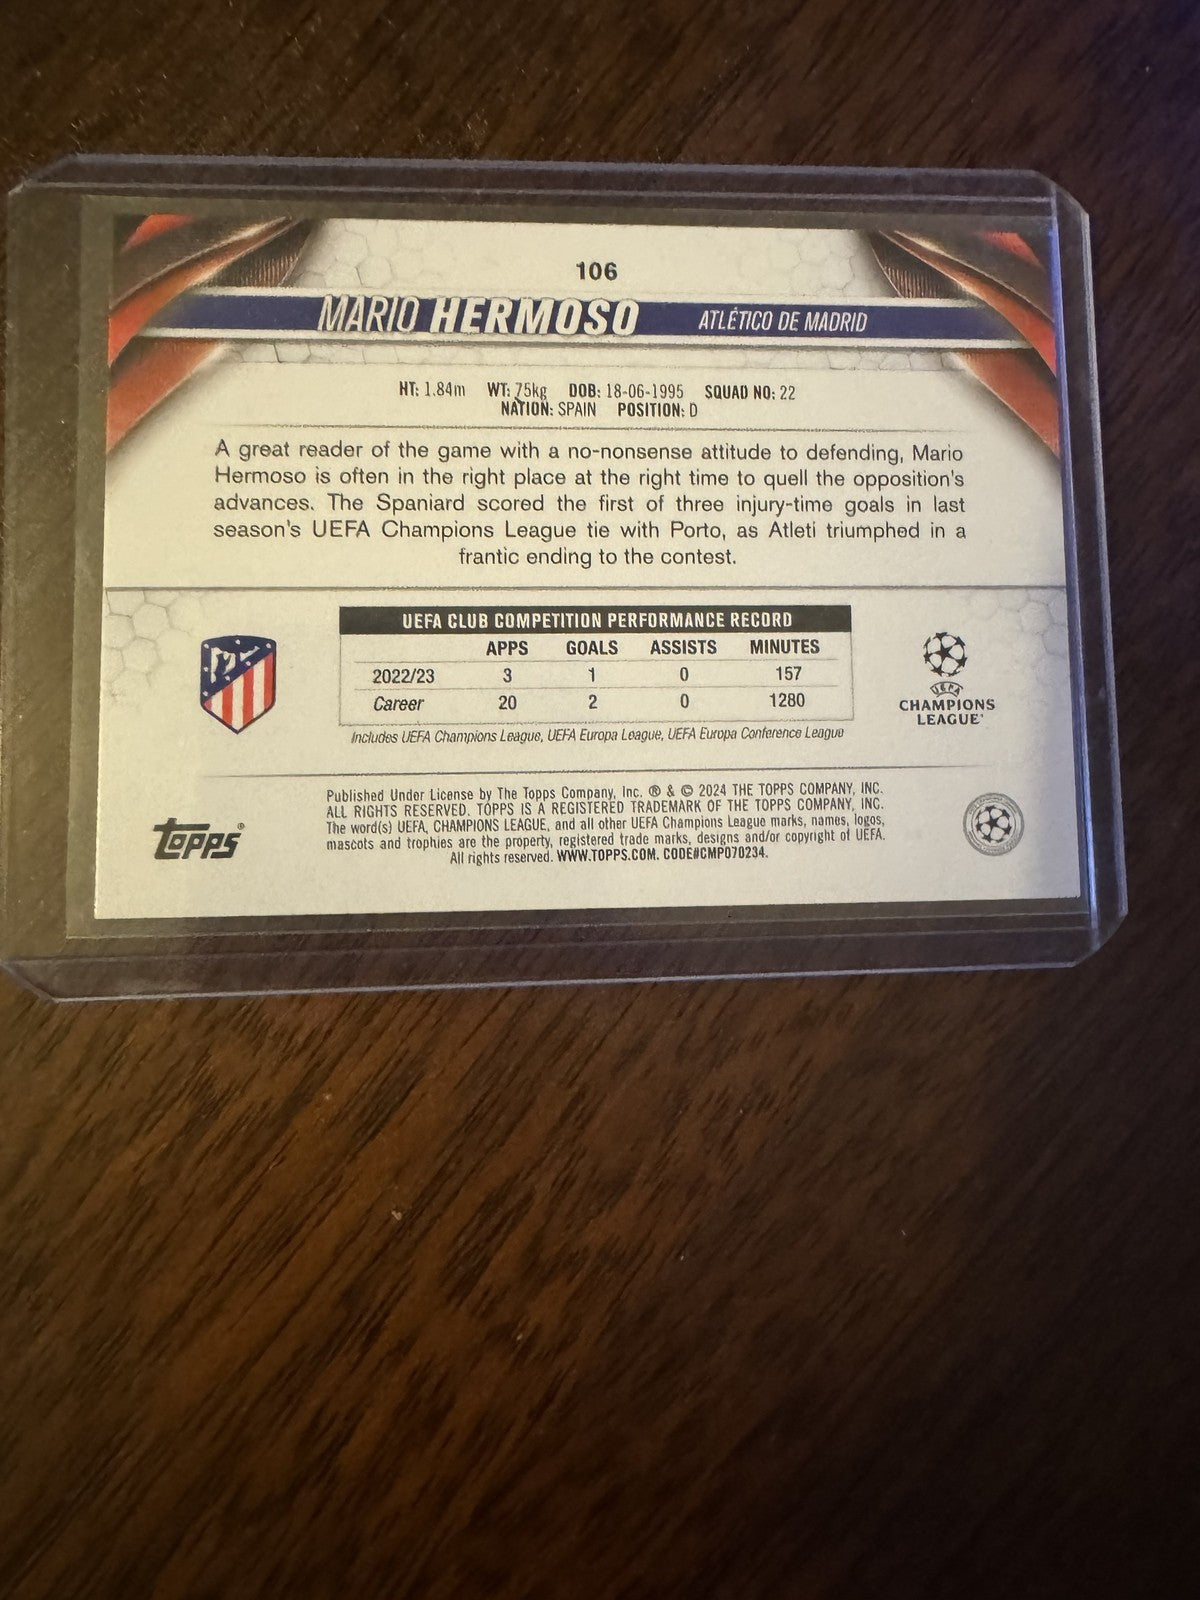 106
MARIO HERMOSO ATLÉTICO DE MADRID
HT: 1.84m WT: 75kg DOB: 18-06-1995 SQUAD NO: 22
NATION: SPAIN POSITION: D
A great reader of the game with a no-nonsense attitude to defending, Mario
Hermoso is often in the right place at the right time to quell the opposition's
advances. The Spaniard scored the first of three injury-time goals in last
season's UEFA Champions League tie with Porto, as Atleti triumphed in a
frantic ending to the contest.
UEFA CLUB COMPETITION PERFORMANCE RECORD
APPS GOALS ASSISTS MINUTES
2022/23 3 1 0 157
Career 20 2 0 1280
Includes UEFA Champions League, UEFA Europa League, UEFA Europa Conference League
UEFA
CHAMPIONS
LEAGUE®
Published Under License by The Topps Company, Inc. ® & © 2024 THE TOPPS COMPANY, INC.
ALL RIGHTS RESERVED. TOPPS IS A REGISTERED TRADEMARK OF THE TOPPS COMPANY, INC.
The word(s) UEFA, CHAMPIONS LEAGUE, and all other UEFA Champions League marks, names, logos,
mascots and trophies are the property, registered trade marks, designs and/or copyright of UEFA.
All rights reserved. WWW.TOPPS.COM. CODE#CMP070234.
Topps®